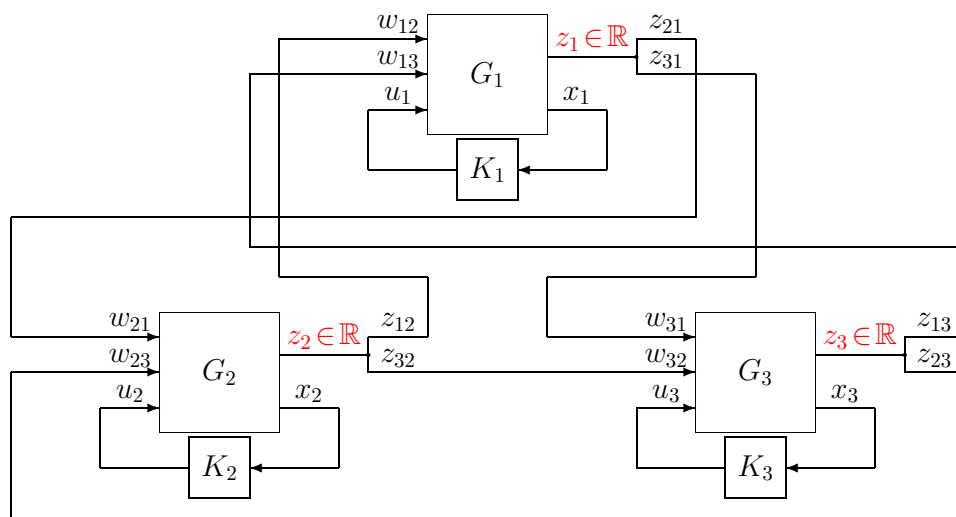 w₁₂ z₁ ∈ ℝ z₂₁
w₁₃ G₁ z₃₁
u₁ x₁
K₁
w₂₁ z₂ ∈ ℝ z₁₂ w₃₁ z₃ ∈ ℝ z₁₃
w₂₃ G₂ z₃₂ w₃₂ G₃ z₂₃
u₂ x₂ u₃ x₃
K₂ K₃